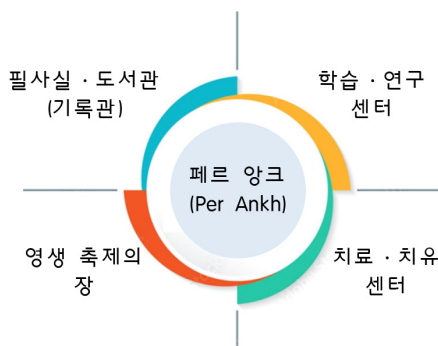 필사실 · 도서관
(기록관)
학습 · 연구
센터
페르 앙크
(Per Ankh)
영생 축제의
장
치료 · 치유
센터